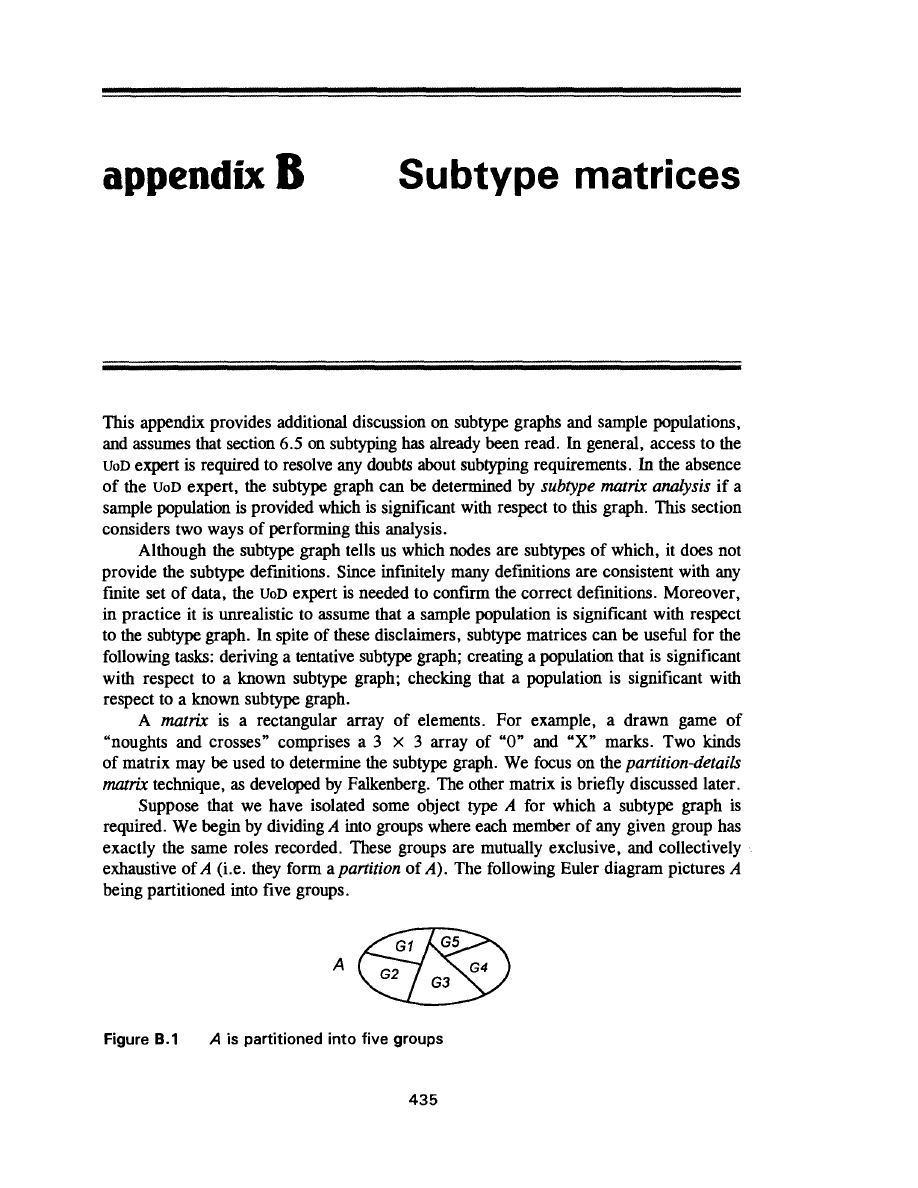 appendix B Subtype matrices
This appendix provides additional discussion on subtype graphs and sample populations,
and assumes that section 6.5 on subtyping has already been read. In general, access to the
UoD expert is required to resolve any doubts about subtyping requirements. In the absence
of the UoD expert, the subtype graph can be determined by subtype matrix analysis if a
sample population is provided which is significant with respect to this graph. This section
considers two ways of performing this analysis.
Although the subtype graph tells us which nodes are subtypes of which, it does not
provide the subtype definitions. Since infinitely many definitions are consistent with any
finite set of data, the UoD expert is needed to confirm the correct definitions. Moreover,
in practice it is unrealistic to assume that a sample population is significant with respect
to the subtype graph. In spite of these disclaimers, subtype matrices can be useful for the
following tasks: deriving a tentative subtype graph; creating a population that is significant
with respect to a known subtype graph; checking that a population is significant with
respect to a known subtype graph.
A matrix is a rectangular array of elements. For example, a drawn game of
“noughts and crosses” comprises a 3 × 3 array of “0” and “X” marks. Two kinds
of matrix may be used to determine the subtype graph. We focus on the partition-details
matrix technique, as developed by Falkenberg. The other matrix is briefly discussed later.
Suppose that we have isolated some object type A for which a subtype graph is
required. We begin by dividing A into groups where each member of any given group has
exactly the same roles recorded. These groups are mutually exclusive, and collectively
exhaustive of A (i.e. they form a partition of A). The following Euler diagram pictures A
being partitioned into five groups.
A
G1
G5
G2
G3
G4
Figure B.1 A is partitioned into five groups
435